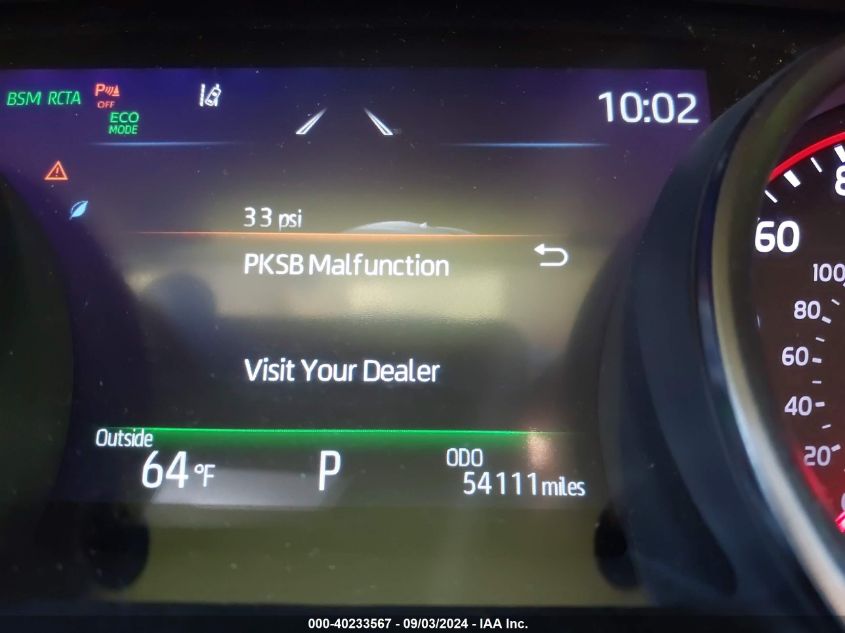 BSM RCTA P OFF
ECO
MODE
10:02
33 psi
PKSB Malfunction
Visit Your Dealer
Outside
64 °F
P
ODO
54111 miles
60
8
100
80
60
40
20
000-40233567 - 09/03/2024 - IAA Inc.